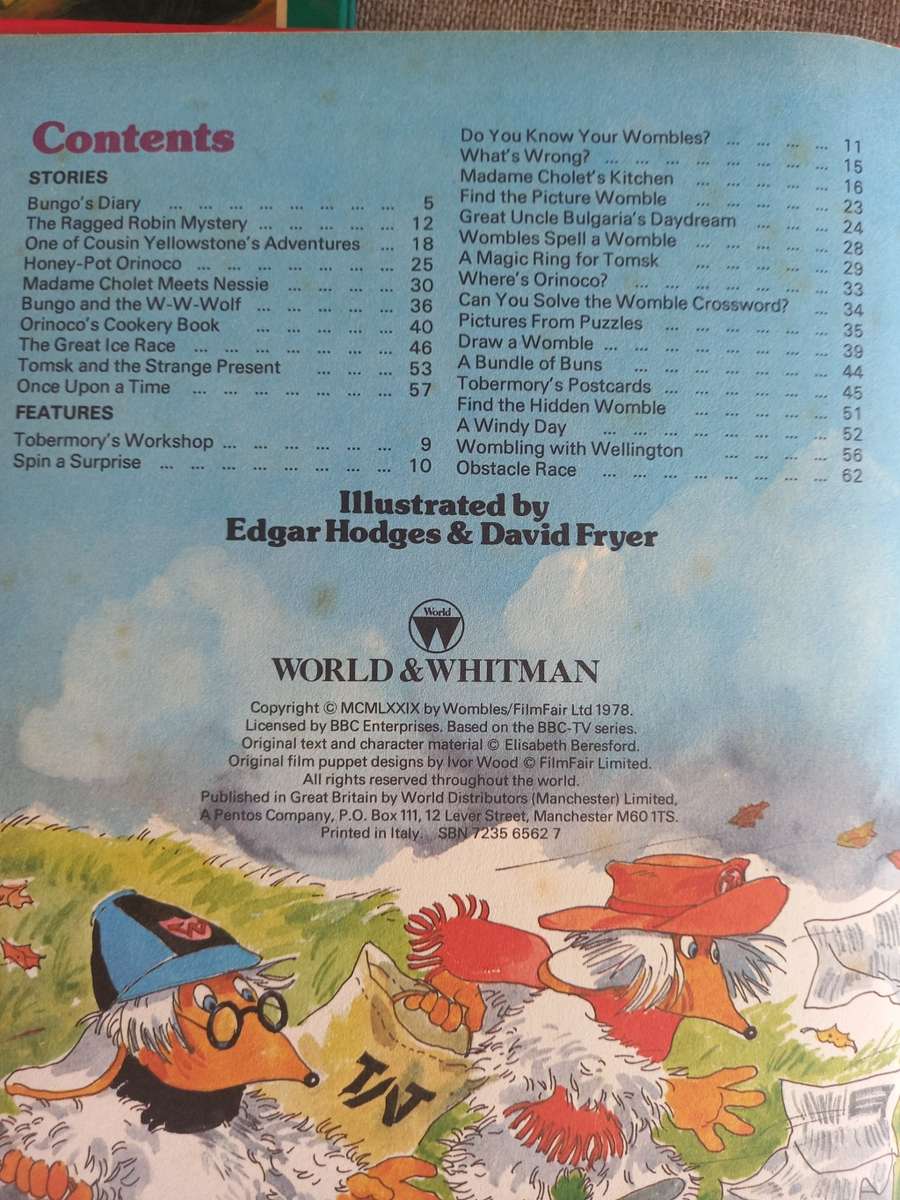 Contents
STORIES
Bungo's Diary ... ... ... ... ... ... ... ... 5
The Ragged Robin Mystery ... ... ... ... ... 12
One of Cousin Yellowstone's Adventures ... 18
Honey-Pot Orinoco ... ... ... ... ... ... ... 25
Madame Cholet Meets Nessie ... ... ... ... 30
Bungo and the W-W-Wolf ... ... ... ... ... 36
Orinoco's Cookery Book ... ... ... ... ... 40
The Great Ice Race ... ... ... ... ... ... ... 46
Tomsk and the Strange Present ... ... ... 53
Once Upon a Time ... ... ... ... ... ... ... 57
FEATURES
Tobermory's Workshop ... ... ... ... ... ... 9
Spin a Surprise ... ... ... ... ... ... ... ... 10
Do You Know Your Wombles? ... ... ... ... 11
What's Wrong? ... ... ... ... ... ... ... ... 15
Madame Cholet's Kitchen ... ... ... ... ... 16
Find the Picture Womble ... ... ... ... ... 23
Great Uncle Bulgaria's Daydream ... ... ... 24
Wombles Spell a Womble ... ... ... ... ... 28
A Magic Ring for Tomsk ... ... ... ... ... 29
Where's Orinoco? ... ... ... ... ... ... ... 33
Can You Solve the Womble Crossword? ... 34
Pictures From Puzzles ... ... ... ... ... ... 35
Draw a Womble ... ... ... ... ... ... ... ... 39
A Bundle of Buns ... ... ... ... ... ... ... 44
Tobermory's Postcards ... ... ... ... ... ... 45
Find the Hidden Womble ... ... ... ... ... 51
A Windy Day ... ... ... ... ... ... ... ... 52
Wombling with Wellington ... ... ... ... 56
Obstacle Race ... ... ... ... ... ... ... ... 62
Illustrated by
Edgar Hodges & David Fryer
World
W
WORLD & WHITMAN
Copyright © MCMLXXIX by Wombles/FilmFair Ltd 1978.
Licensed by BBC Enterprises. Based on the BBC-TV series.
Original text and character material © Elisabeth Beresford.
Original film puppet designs by Ivor Wood © FilmFair Limited.
All rights reserved throughout the world.
Published in Great Britain by World Distributors (Manchester) Limited,
A Pentos Company, P.O. Box 111, 12 Lever Street, Manchester M60 1TS.
Printed in Italy. SBN 7235 6562 7
W
W
T/V